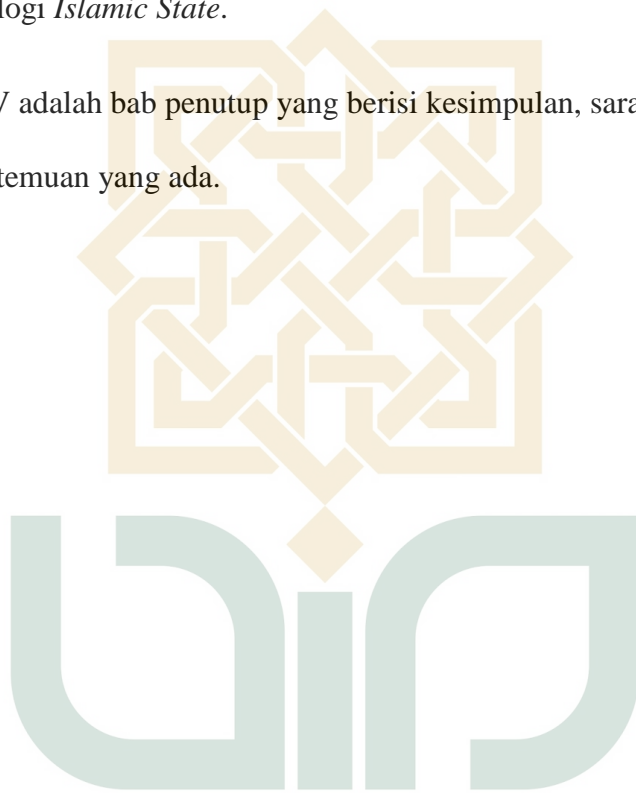 logi Islamic State.
V adalah bab penutup yang berisi kesimpulan, sara
temuan yang ada.